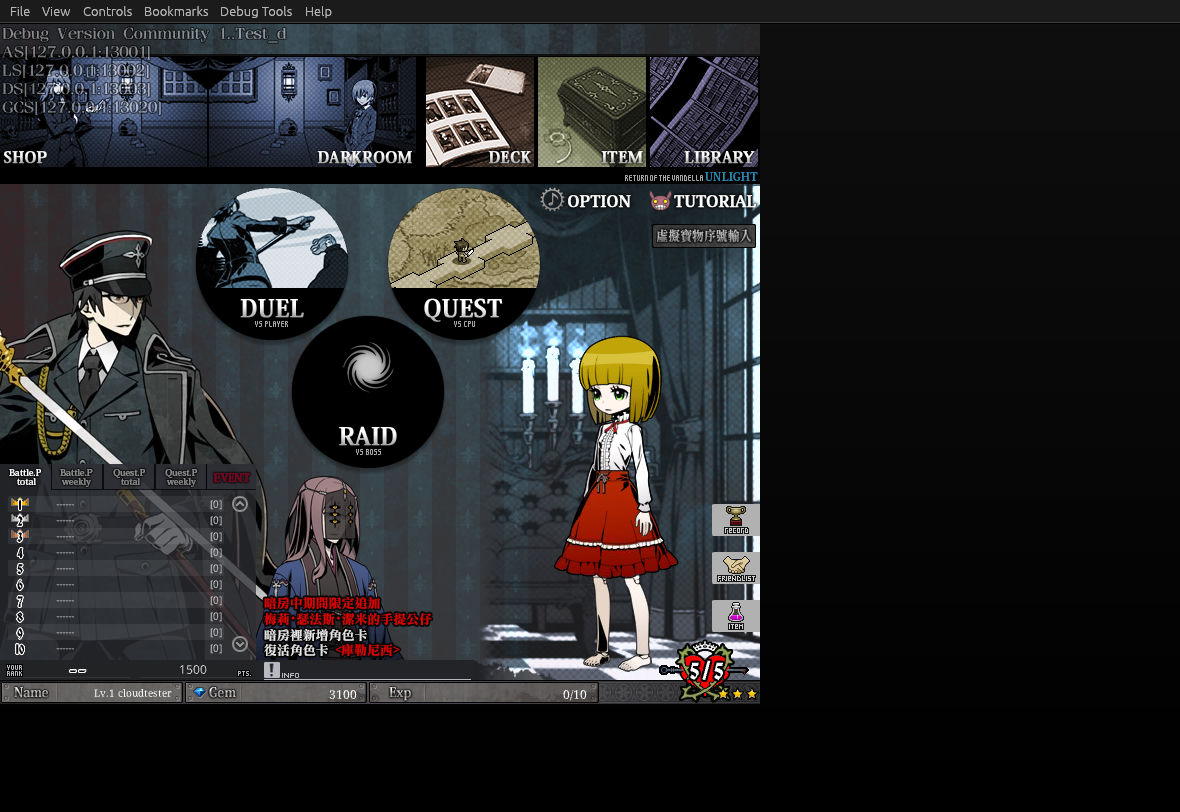 File View Controls Bookmarks Debug Tools Help
Debug Version Community 1..Test_d
AS[127.0.0.1:13001]
LS[127.0.0.1:13002]
DS[127.0.0.1:13003]
GCS[127.0.0.1:13020]
SHOP
DARKROOM
DECK
ITEM
LIBRARY
RETURN OF THE VANDELLA UNLIGHT
OPTION
TUTORIAL
虛擬寶物序號輸入
DUEL
VS PLAYER
QUEST
VS CPU
RAID
VS BOSS
Battle.P total
Battle.P weekly
Quest.P total
Quest.P weekly
EVENT
1 ------ [0]
2 ------ [0]
3 ------ [0]
4 ------ [0]
5 ------ [0]
6 ------ [0]
7 ------ [0]
8 ------ [0]
9 ------ [0]
10 ------ [0]
YOUR RANK -- 1500 PTS.
暗房中期間限定追加
梅莉·瑟法斯·潔米的手提公仔
暗房裡新增角色卡
復活角色卡 <庫勒尼西>
! INFO
RECORD
FRIENDLIST
ITEM
5/5
Name Lv.1 cloudtester
Gem 3100
Exp 0/10